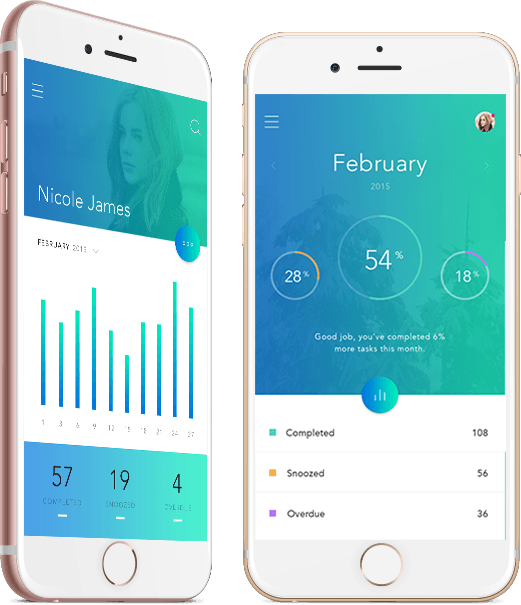 Nicole James
FEBRUARY 2015
1 3 6 9 12 15 18 21 24 27
57 19 4
COMPLETED SNOOZED OVERDUE
February
2015
28% 54% 18%
Good job, you've completed 6%
more tasks this month.
Completed 108
Snoozed 56
Overdue 36